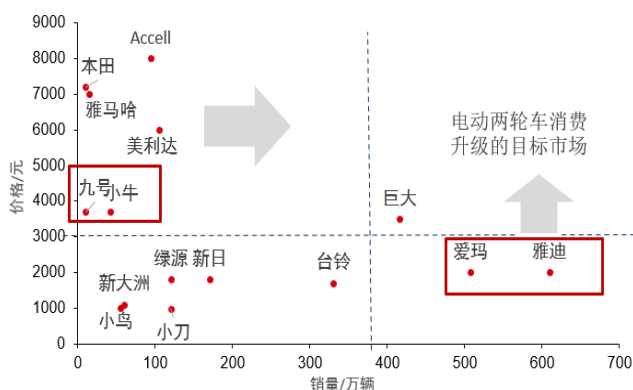 价格/元
9000
8000
7000
6000
5000
4000
3000
2000
1000
0
Accell
本田
雅马哈
美利达
九号
小牛
巨大
电动两轮车消费
升级的目标市场
绿源
新日
台铃
爱玛
雅迪
新大洲
小鸟
小刀
0
100
200
300
400
500
600
700
销量/万辆